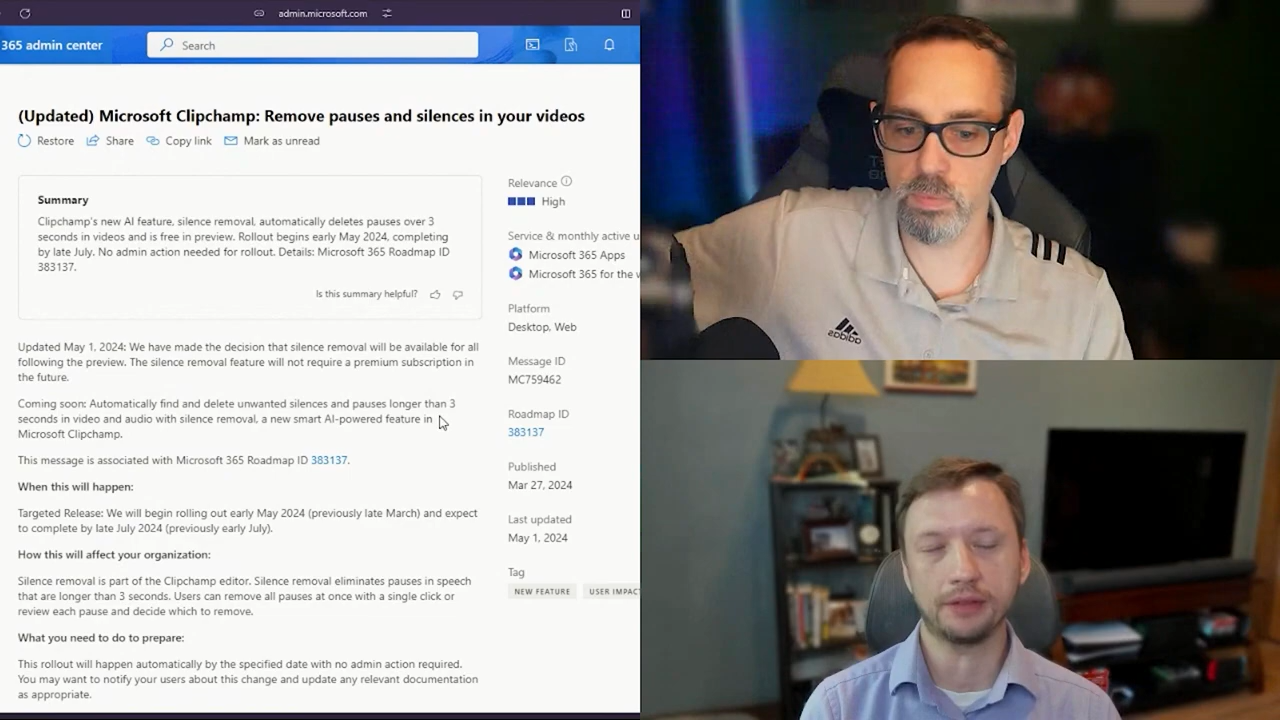 admin.microsoft.com
365 admin center
Search
(Updated) Microsoft Clipchamp: Remove pauses and silences in your videos
Restore
Share
Copy link
Mark as unread
Summary
Clipchamp's new AI feature, silence removal, automatically deletes pauses over 3
seconds in videos and is free in preview. Rollout begins early May 2024, completing
by late July. No admin action needed for rollout. Details: Microsoft 365 Roadmap ID
383137.
Is this summary helpful?
Updated May 1, 2024: We have made the decision that silence removal will be available for all
following the preview. The silence removal feature will not require a premium subscription in
the future.
Coming soon: Automatically find and delete unwanted silences and pauses longer than 3
seconds in video and audio with silence removal, a new smart AI-powered feature in
Microsoft Clipchamp.
This message is associated with Microsoft 365 Roadmap ID 383137.
When this will happen:
Targeted Release: We will begin rolling out early May 2024 (previously late March) and expect
to complete by late July 2024 (previously early July).
How this will affect your organization:
Silence removal is part of the Clipchamp editor. Silence removal eliminates pauses in speech
that are longer than 3 seconds. Users can remove all pauses at once with a single click or
review each pause and decide which to remove.
What you need to do to prepare:
This rollout will happen automatically by the specified date with no admin action required.
You may want to notify your users about this change and update any relevant documentation
as appropriate.
Relevance
High
Service & monthly active u
Microsoft 365 Apps
Microsoft 365 for the w
Platform
Desktop, Web
Message ID
MC759462
Roadmap ID
383137
Published
Mar 27, 2024
Last updated
May 1, 2024
Tag
NEW FEATURE
USER IMPACT
adidas